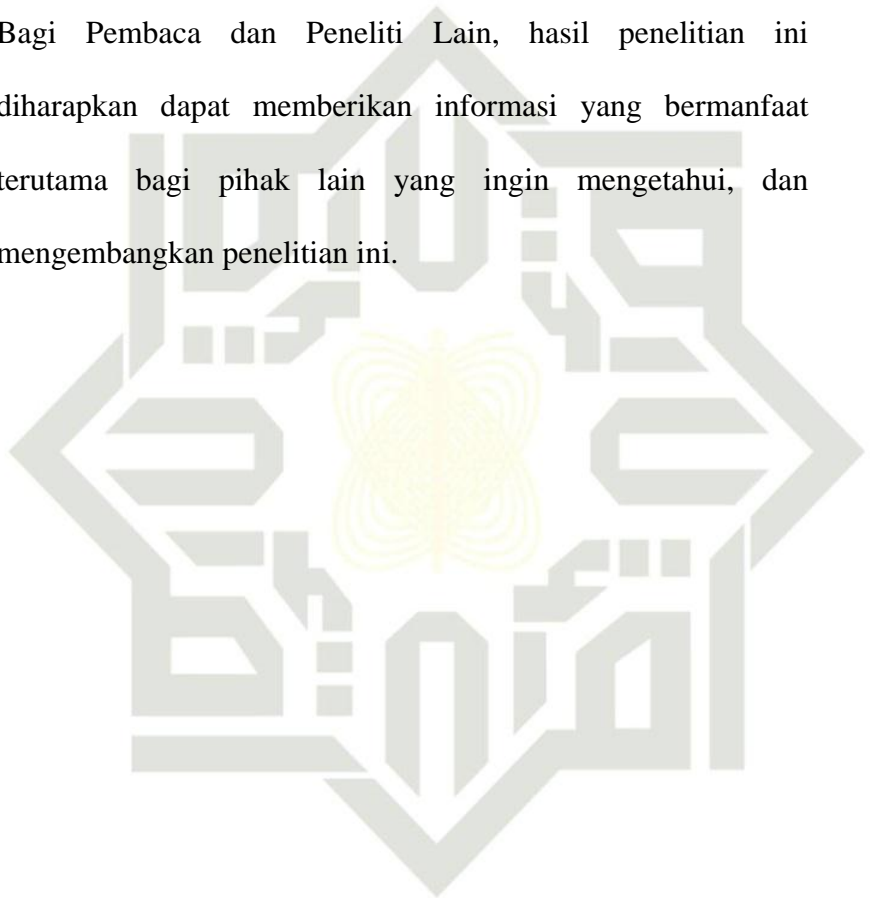 Bagi Pembaca dan Peneliti Lain, hasil penelitian ini
diharapkan dapat memberikan informasi yang bermanfaat
terutama bagi pihak lain yang ingin mengetahui, dan
mengembangkan penelitian ini.